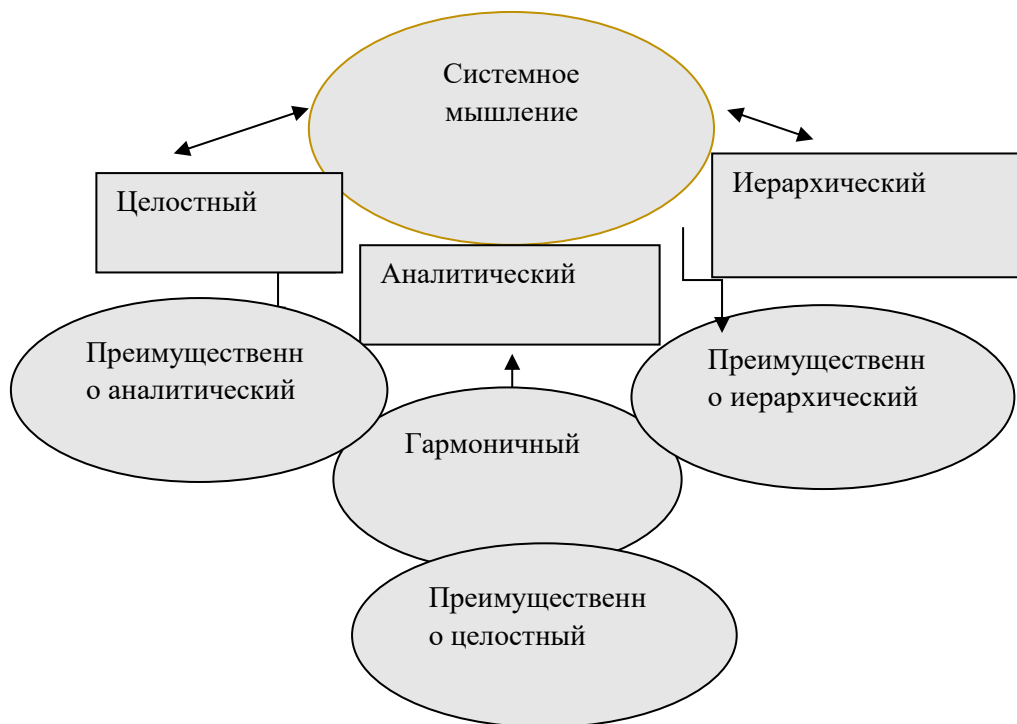 Системное
мышление
Целостный
Иерархический
Аналитический
Преимущественн
о аналитический
Преимущественн
о иерархический
Гармоничный
Преимущественн
о целостный